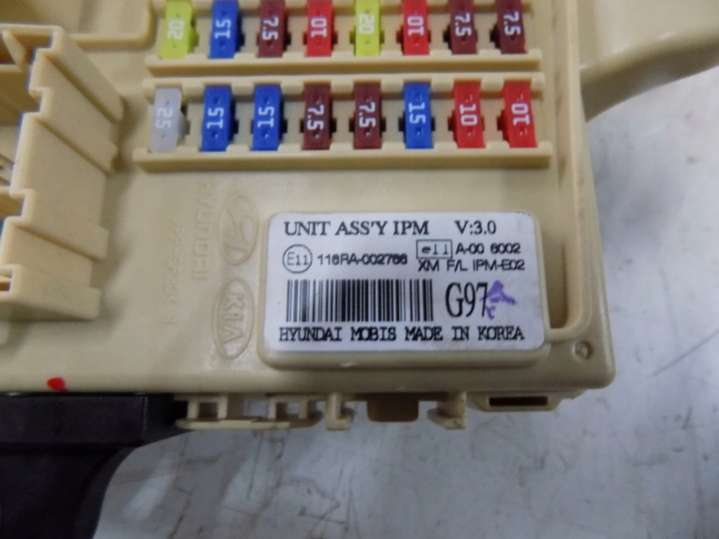 20 15 7.5 10 20 10 7.5 7.5
25 15 15 7.5 7.5 15 10 10
HYUNDAI
KIA
UNIT ASS'Y IPM V:3.0
E11 116RA-002766 e11 A-00 6002
XM F/L IPM-E02
G97
HYUNDAI MOBIS MADE IN KOREA